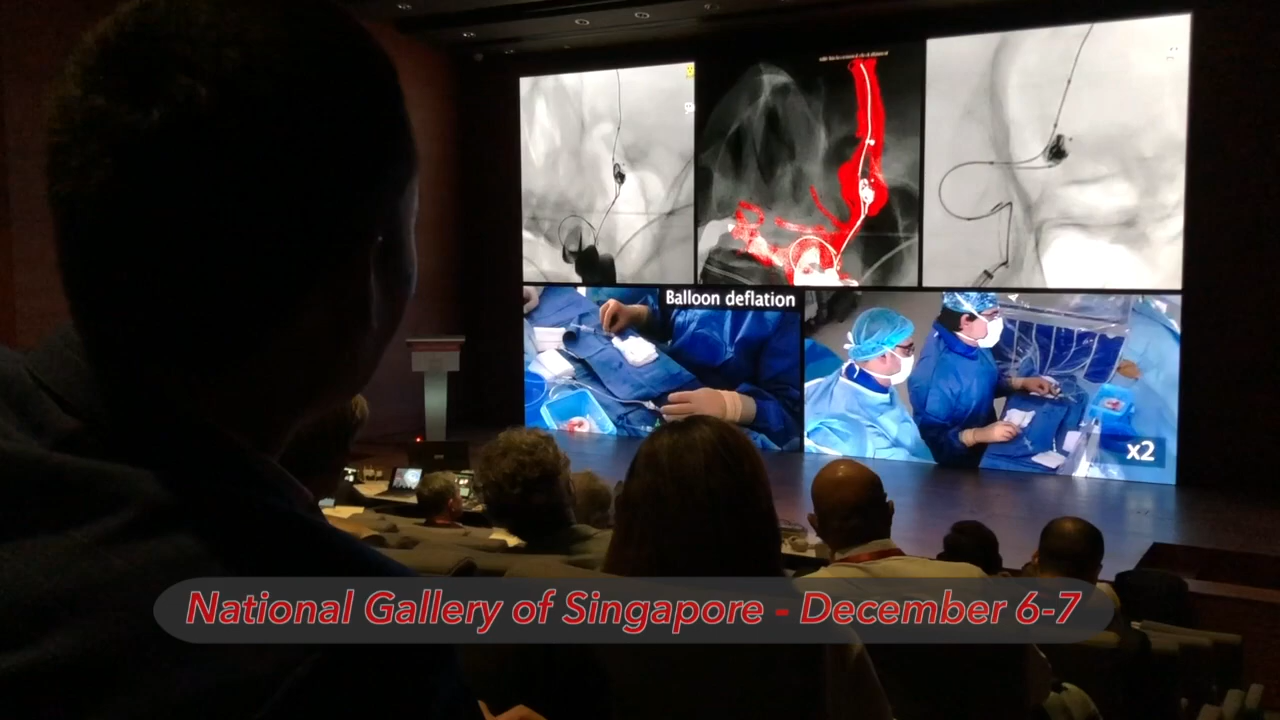 Balloon deflation
x2
National Gallery of Singapore - December 6-7